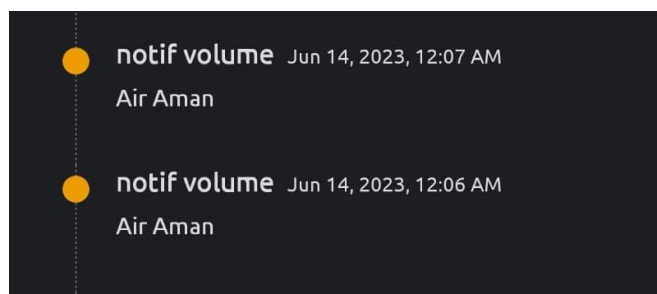 notif volume Jun 14, 2023, 12:07 AM
Air Aman
notif volume Jun 14, 2023, 12:06 AM
Air Aman